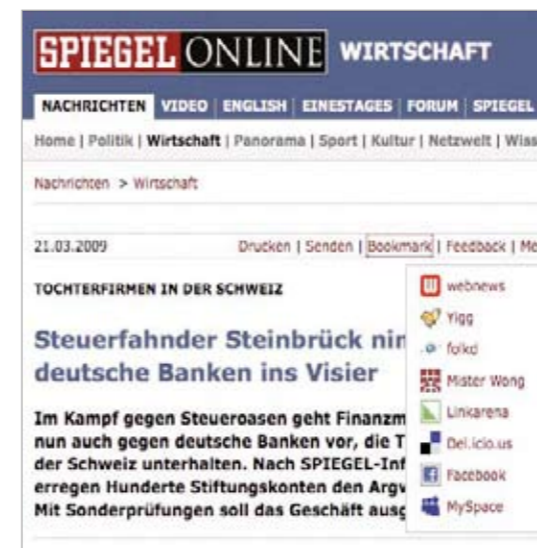 SPIEGEL ONLINE WIRTSCHAFT
NACHRICHTEN VIDEO ENGLISH EINESTAGES FORUM SPIEGEL
Home | Politik | Wirtschaft | Panorama | Sport | Kultur | Netzwelt | Wiss
Nachrichten > Wirtschaft
21.03.2009 Drucken | Senden | Bookmark | Feedback | Me
TOCHTERFIRMEN IN DER SCHWEIZ
Steuerfahnder Steinbrück nim
deutsche Banken ins Visier
Im Kampf gegen Steueroasen geht Finanzm
nun auch gegen deutsche Banken vor, die T
der Schweiz unterhalten. Nach SPIEGEL-Inf
erregen Hunderte Stiftungskonten den Argw
Mit Sonderprüfungen soll das Geschäft ausg
webnews
Yigg
folkd
Mister Wong
Linkarena
Del.icio.us
Facebook
MySpace